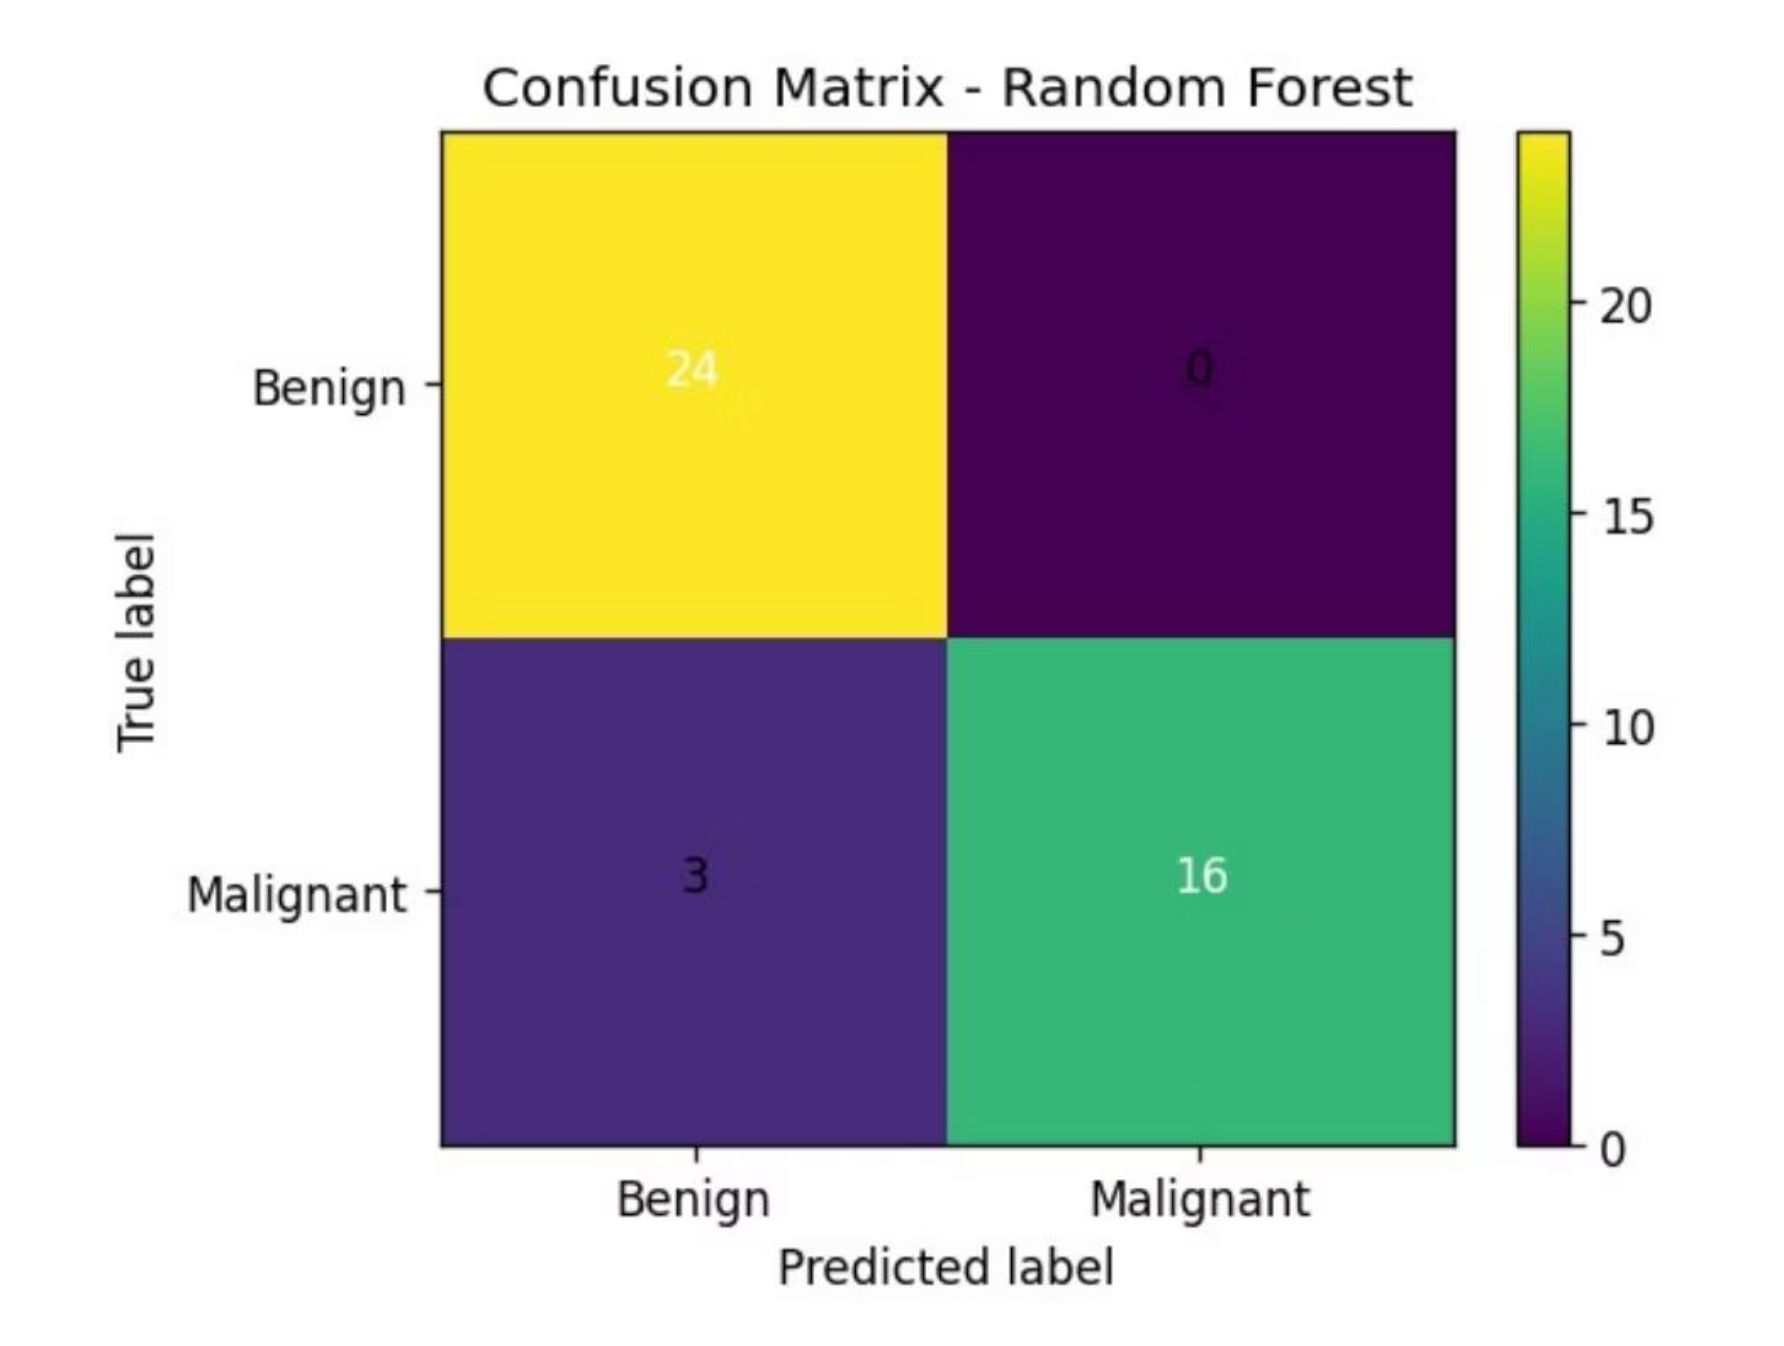 Confusion Matrix - Random Forest
Benign
24
0
20
15
True label
10
Malignant
3
16
5
0
Benign
Malignant
Predicted label